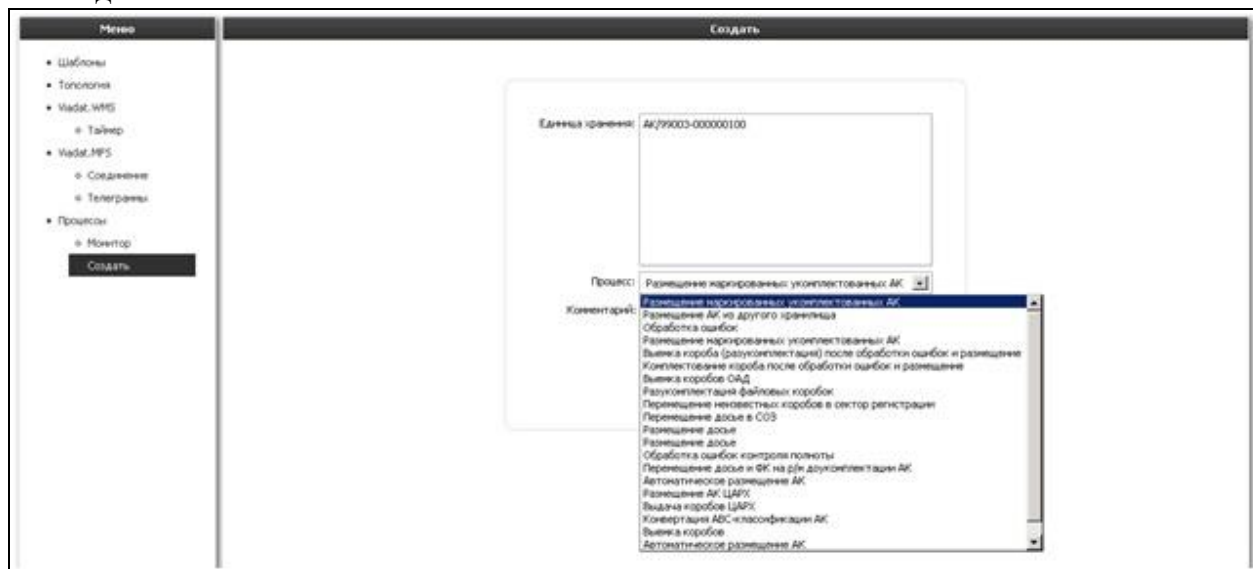 Меню
Создать
Шаблоны
Топология
Viadat.WMS
Таймер
Viadat.MFS
Соединение
Телеграммы
Процессы
Монитор
Создать
Единица хранения: АК/99003-000000100
Процесс: Размещение маркированных укомплектованных АК
Комментарий:
Размещение маркированных укомплектованных АК
Размещение АК из другого хранилища
Обработка ошибок
Размещение маркированных укомплектованных АК
Выемка короба (разукомплектация) после обработки ошибок и размещение
Комплектование короба после обработки ошибок и размещение
Выемка коробов ОАД
Разукомплектация файловых коробок
Перемещение неизвестных коробов в сектор регистрации
Перемещение досье в СОЗ
Размещение досье
Размещение досье
Обработка ошибок контроля полноты
Перемещение досье и ФК на р/м доукомплектации АК
Автоматическое размещение АК
Размещение АК ЦАРХ
Выдача коробов ЦАРХ
Конвертация АВС-классификации АК
Выемка коробов
Автоматическое размещение АК